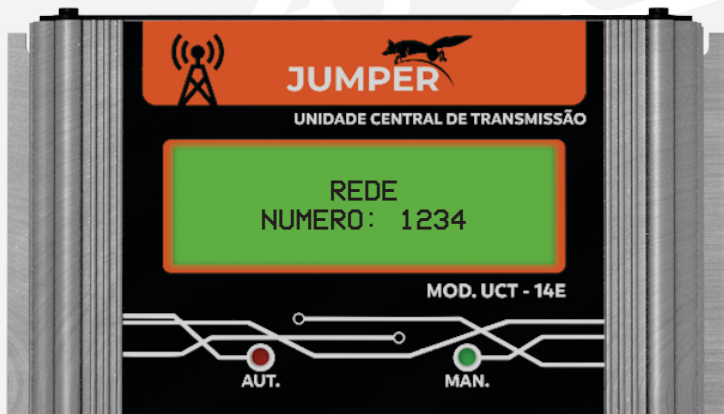 JUMPER
UNIDADE CENTRAL DE TRANSMISSÃO
REDE
NUMERO: 1234
MOD. UCT - 14E
AUT.
MAN.